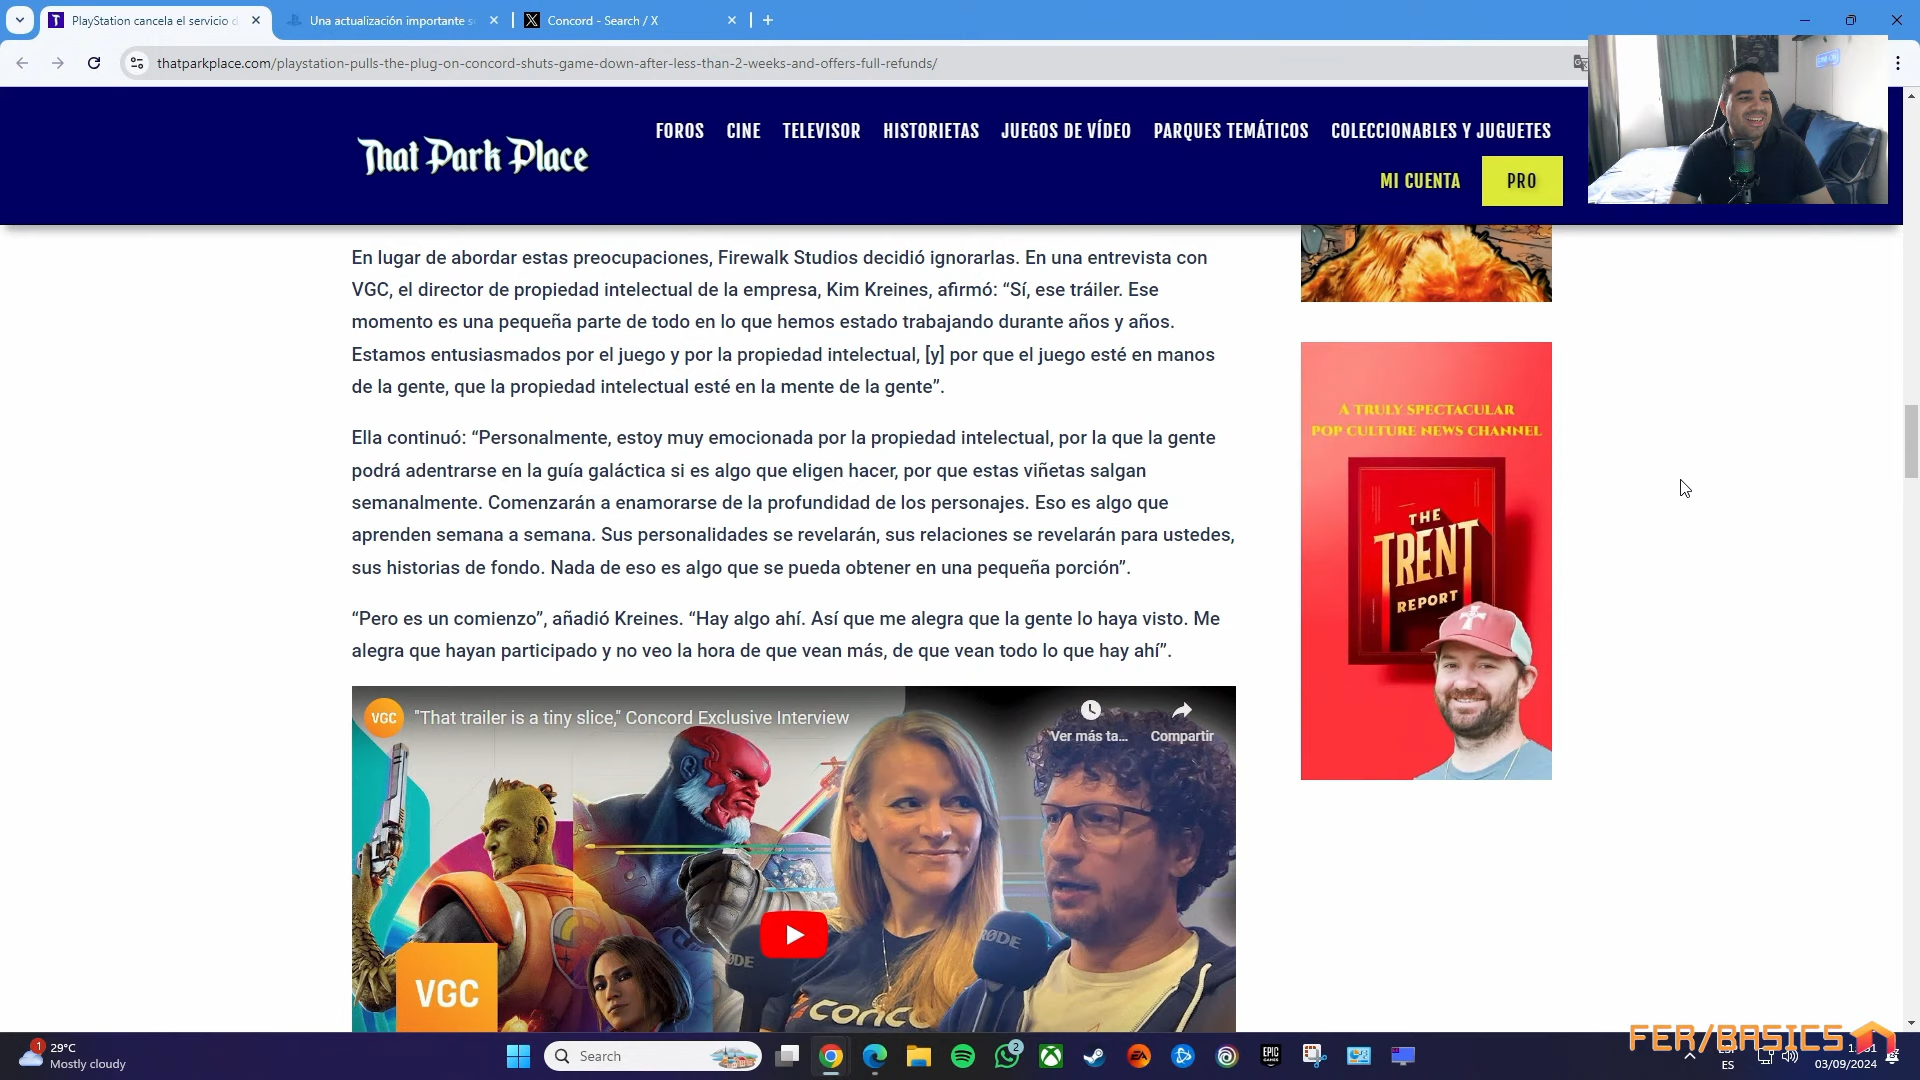 PlayStation cancela el servicio d
Una actualización importante s
Concord - Search / X
thatparkplace.com/playstation-pulls-the-plug-on-concord-shuts-game-down-after-less-than-2-weeks-and-offers-full-refunds/
That Park Place
FOROS CINE TELEVISOR HISTORIETAS JUEGOS DE VÍDEO PARQUES TEMÁTICOS COLECCIONABLES Y JUGUETES
MI CUENTA PRO
En lugar de abordar estas preocupaciones, Firewalk Studios decidió ignorarlas. En una entrevista con
VGC, el director de propiedad intelectual de la empresa, Kim Kreines, afirmó: “Sí, ese tráiler. Ese
momento es una pequeña parte de todo en lo que hemos estado trabajando durante años y años.
Estamos entusiasmados por el juego y por la propiedad intelectual, [y] por que el juego esté en manos
de la gente, que la propiedad intelectual esté en la mente de la gente”.
Ella continuó: “Personalmente, estoy muy emocionada por la propiedad intelectual, por la que la gente
podrá adentrarse en la guía galáctica si es algo que eligen hacer, por que estas viñetas salgan
semanalmente. Comenzarán a enamorarse de la profundidad de los personajes. Eso es algo que
aprenden semana a semana. Sus personalidades se revelarán, sus relaciones se revelarán para ustedes,
sus historias de fondo. Nada de eso es algo que se pueda obtener en una pequeña porción”.
“Pero es un comienzo”, añadió Kreines. “Hay algo ahí. Así que me alegra que la gente lo haya visto. Me
alegra que hayan participado y no veo la hora de que vean más, de que vean todo lo que hay ahí”.
VGC "That trailer is a tiny slice," Concord Exclusive Interview
Ver más ta... Compartir
RØDE
CONC
VGC
A TRULY SPECTACULAR
POP CULTURE NEWS CHANNEL
THE
TRENT
REPORT
1
29°C
Mostly cloudy
Search
2
EA
EPIC
GAMES
FER/BASICS
ES
03/09/2024